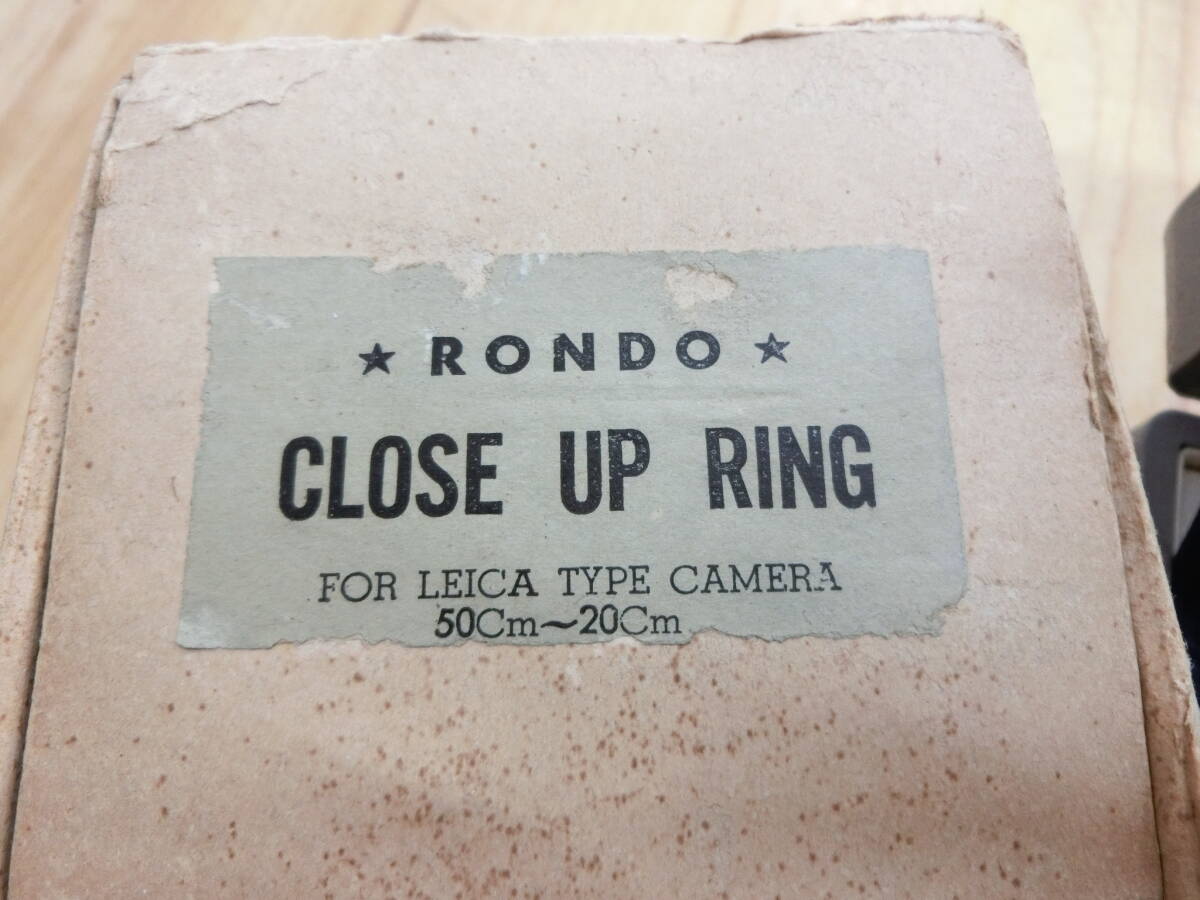 ★ RONDO ★
CLOSE UP RING
FOR LEICA TYPE CAMERA
50Cm~20Cm